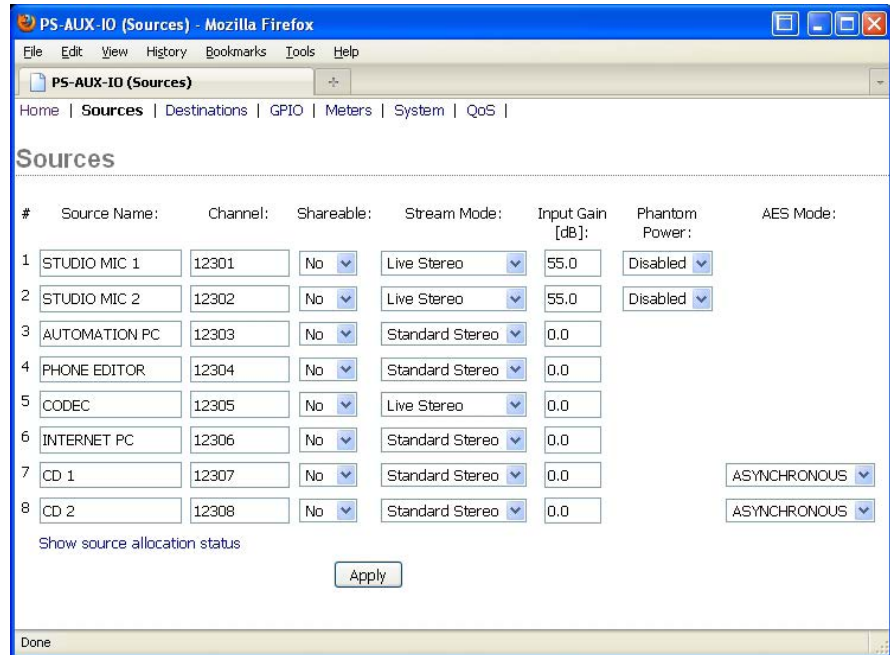 PS-AUX-IO (Sources) - Mozilla Firefox
File Edit View History Bookmarks Tools Help
PS-AUX-IO (Sources)
Home | Sources | Destinations | GPIO | Meters | System | QoS |
Sources
# Source Name: Channel: Shareable: Stream Mode: Input Gain [dB]: Phantom Power: AES Mode:
1 STUDIO MIC 1 12301 No Live Stereo 55.0 Disabled
2 STUDIO MIC 2 12302 No Live Stereo 55.0 Disabled
3 AUTOMATION PC 12303 No Standard Stereo 0.0
4 PHONE EDITOR 12304 No Standard Stereo 0.0
5 CODEC 12305 No Live Stereo 0.0
6 INTERNET PC 12306 No Standard Stereo 0.0
7 CD 1 12307 No Standard Stereo 0.0 ASYNCHRONOUS
8 CD 2 12308 No Standard Stereo 0.0 ASYNCHRONOUS
Show source allocation status
Apply
Done